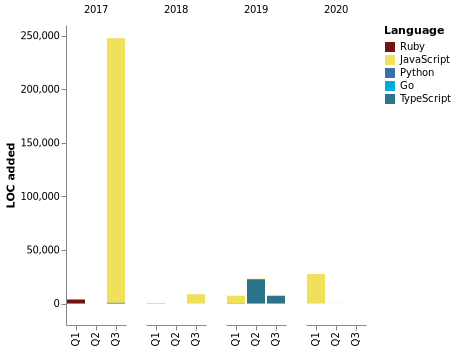 2017 2018 2019 2020
Language
Ruby
JavaScript
Python
Go
TypeScript
LOC added
250,000
200,000
150,000
100,000
50,000
0
Q1 Q2 Q3 Q1 Q2 Q3 Q1 Q2 Q3 Q1 Q2 Q3